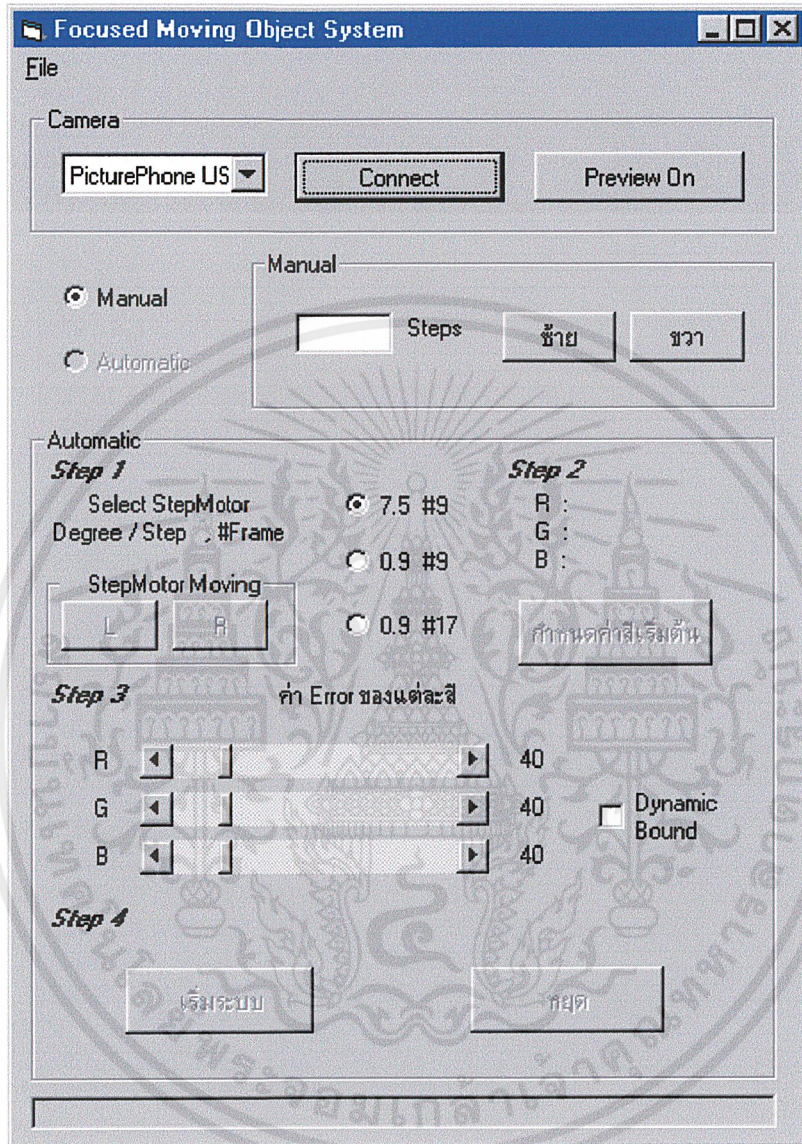 Focused Moving Object System
File
Camera
PicturePhone US
Connect
Preview On
Manual
Automatic
Manual
Steps
ซ้าย
ขวา
Automatic
Step 1
Select StepMotor
Degree / Step , #Frame
7.5 #9
0.9 #9
0.9 #17
StepMotor Moving
L
R
Step 2
R :
G :
B :
กำหนดค่าสีเริ่มต้น
Step 3
ค่า Error ของแต่ละสี
R
40
G
40
B
40
Dynamic
Bound
Step 4
เริ่มระบบ
หยุด